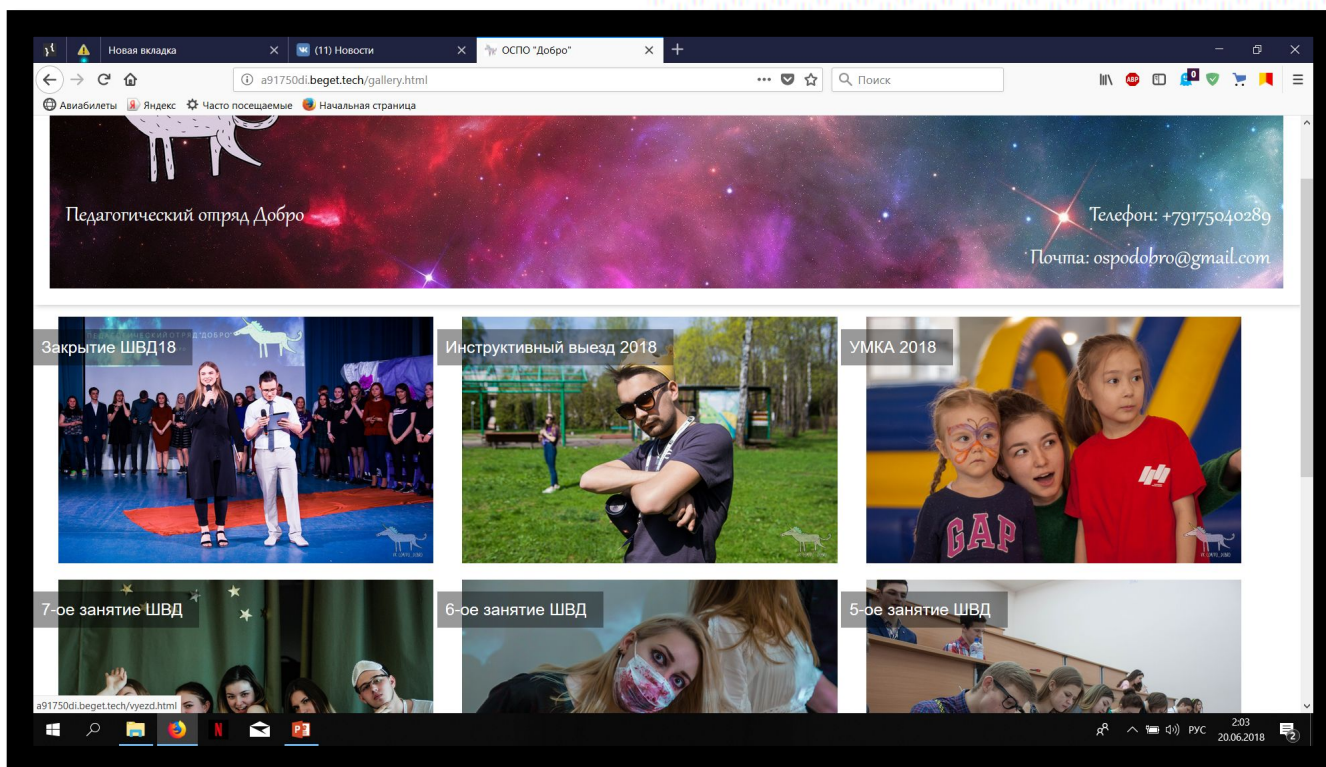 Новая вкладка
(11) Новости
ОСПО "Добро"
a91750di.beget.tech/gallery.html
Поиск
ABP
0
Авиабилеты
Яндекс
Часто посещаемые
Начальная страница
Педагогический отряд Добро
Телефон: +79175040289
Почта: ospodobro@gmail.com
Закрытие ШВД18
Инструктивный выезд 2018
УМКА 2018
GAP
7-ое занятие ШВД
6-ое занятие ШВД
5-ое занятие ШВД
a91750di.beget.tech/vyezd.html
РУС
2:03
20.06.2018
2